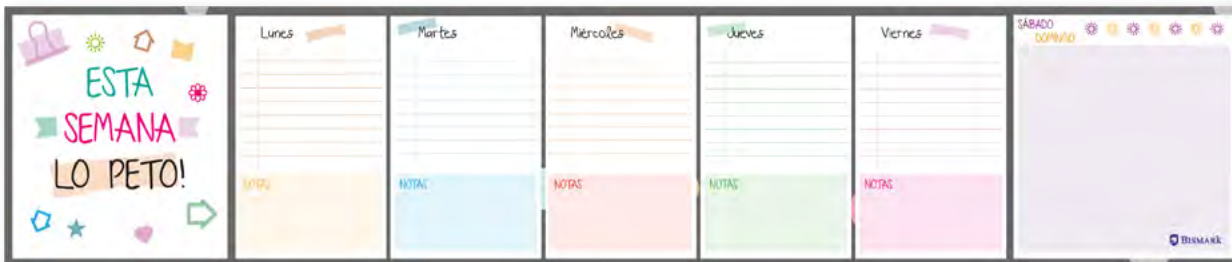 ESTA
SEMANA
LO PETO!
Lunes
NOTAS
Martes
NOTAS
Miércoles
NOTAS
Jueves
NOTAS
Viernes
NOTAS
SÁBADO
DOMINGO
BISMARK